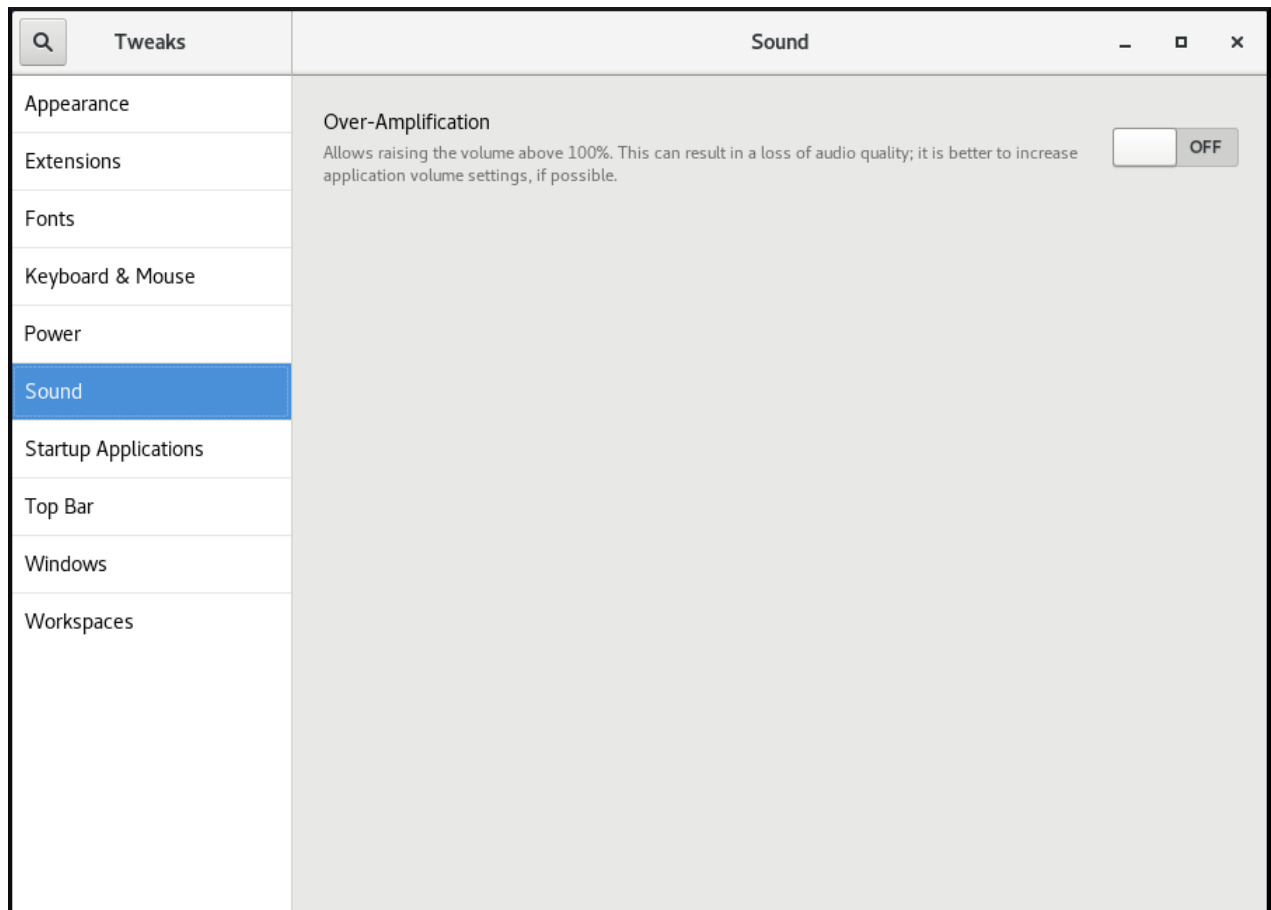 Tweaks
Sound
Appearance
Extensions
Fonts
Keyboard & Mouse
Power
Sound
Startup Applications
Top Bar
Windows
Workspaces
Over-Amplification
Allows raising the volume above 100%. This can result in a loss of audio quality; it is better to increase
application volume settings, if possible.
OFF